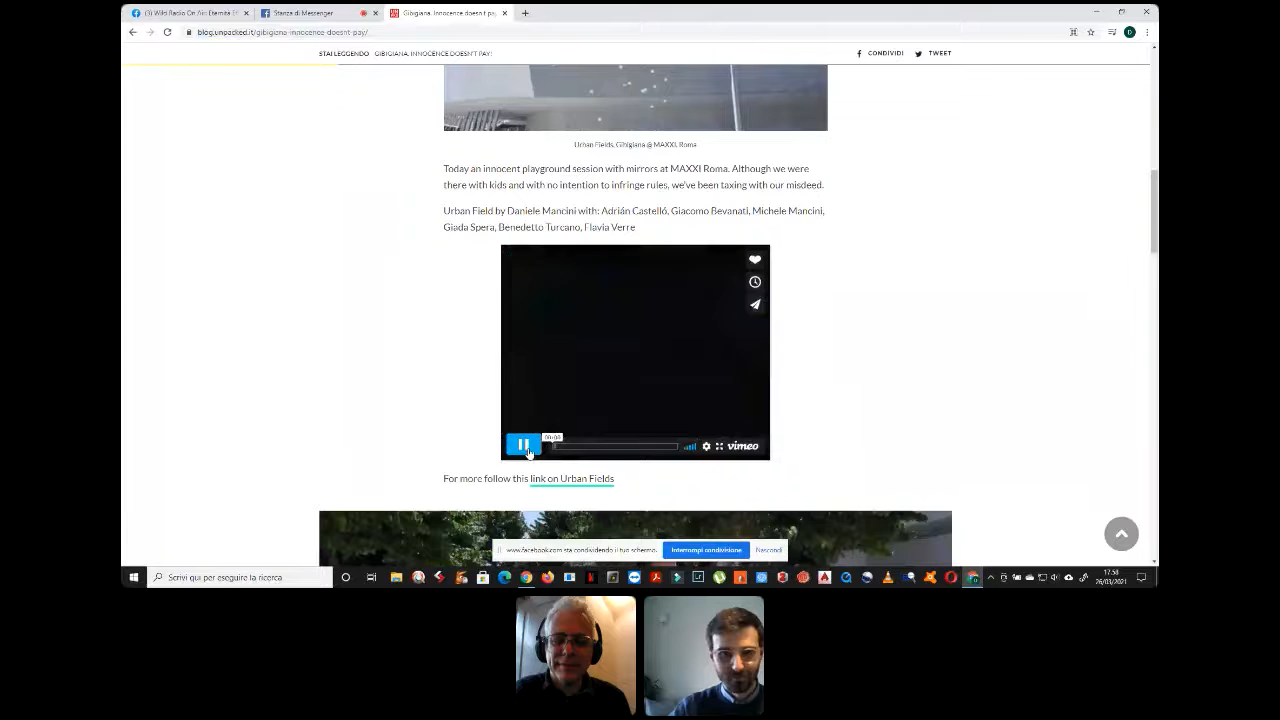 (3) Wild Radio On Air: Eternità Ef
Stanza di Messenger
Gibigiana. Innocence doesn't pay
blog.unpacked.it/gibigiana-innocence-doesnt-pay/
D
STAI LEGGENDO GIBIGIANA. INNOCENCE DOESN'T PAY!
CONDIVIDI TWEET
Urban Fields, Gibigiana @ MAXXI, Roma
Today an innocent playground session with mirrors at MAXXI Roma. Although we were
there with kids and with no intention to infringe rules, we've been taxing with our misdeed.
Urban Field by Daniele Mancini with: Adrián Castelló, Giacomo Bevanati, Michele Mancini,
Giada Spera, Benedetto Turcano, Flavia Verre
00:00
vimeo
For more follow this link on Urban Fields
www.facebook.com sta condividendo il tuo schermo.
Interrompi condivisione
Nascondi
Scrivi qui per eseguire la ricerca
17.58
26/03/2021